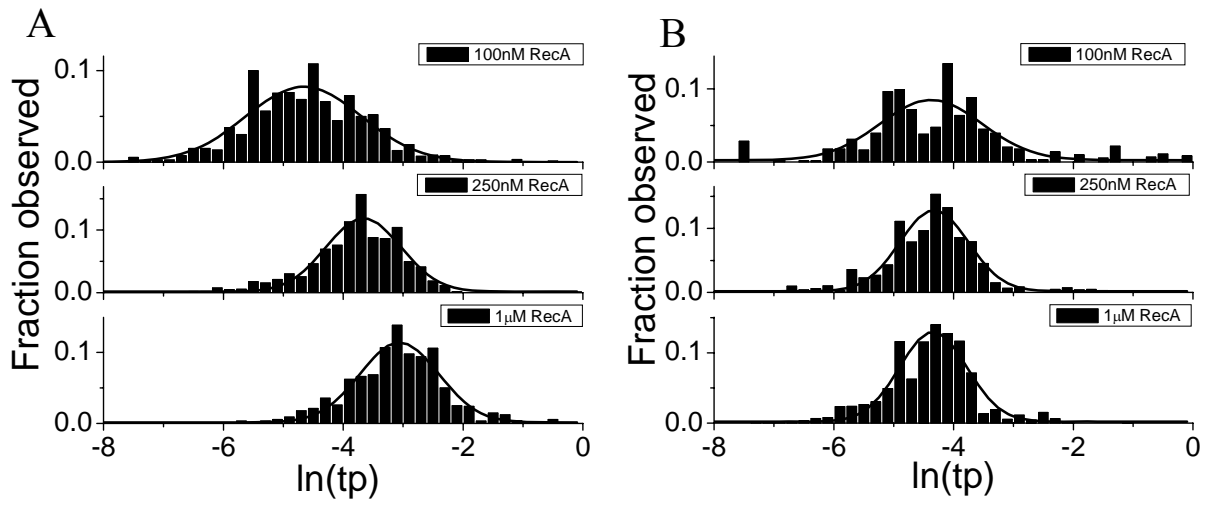 A
100nM RecA
0.1
0.0
250nM RecA
0.1
0.0
1μM RecA
0.1
0.0
-8
-6
-4
-2
0
ln(tp)
Fraction observed
B
100nM RecA
0.1
0.0
250nM RecA
0.1
0.0
1μM RecA
0.1
0.0
-8
-6
-4
-2
0
ln(tp)
Fraction observed